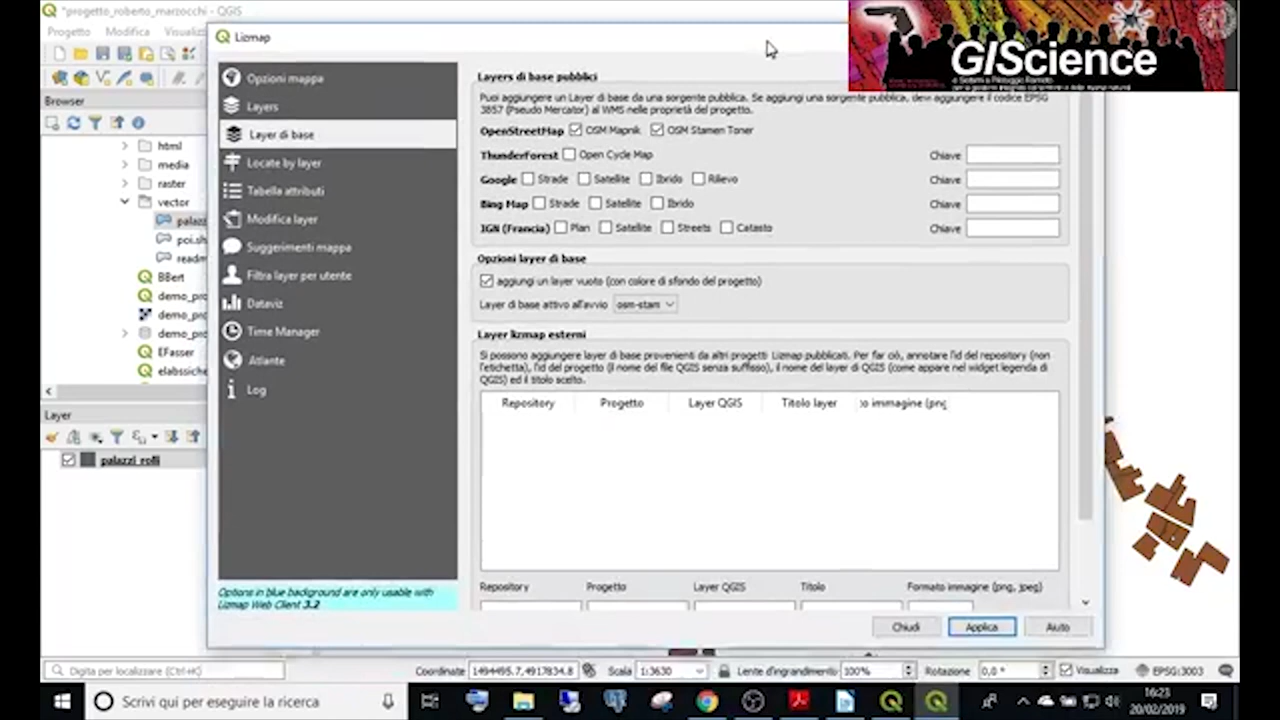 *progetto_roberto_marzocchi - QGIS
Progetto Modifica Visualizz
Lizmap
GIScience
e Sistemi a Pilotaggio Remoto
Browser
html
media
raster
vector
palazz
poi.sh
readm
BBert
demo_pro
demo_pro
demo_pro
EFasser
elabssiche
Layer
palazzi_rolli
Opzioni mappa
Layers
Layer di base
Locate by layer
Tabella attributi
Modifica layer
Suggerimenti mappa
Filtra layer per utente
Dataviz
Time Manager
Atlante
Log
Options in blue background are only usable with
Lizmap Web Client 3.2
Layers di base pubblici
Puoi aggiungere un Layer di base da una sorgente pubblica. Se aggiungi una sorgente pubblica, devi aggiungere il codice EPSG
3857 (Pseudo Mercator) al WMS nelle proprietà del progetto.
OpenStreetMap OSM Mapnik OSM Stamen Toner
ThunderForest Open Cycle Map Chiave
Google Strade Satellite Ibrido Rilievo Chiave
Bing Map Strade Satellite Ibrido Chiave
IGN (Francia) Plan Satellite Streets Catasto Chiave
Opzioni layer di base
aggiungi un layer vuoto (con colore di sfondo del progetto)
Layer di base attivo all'avvio osm-stam
Layer lizmap esterni
Si possono aggiungere layer di base provenienti da altri progetti Lizmap pubblicati. Per far ciò, annotare l'id del repository (non
l'etichetta), l'id del progetto (il nome del file QGIS senza suffisso), il nome del layer di QGIS (come appare nel widget legenda di
QGIS) ed il titolo scelto.
Repository Progetto Layer QGIS Titolo layer to immagine (png,
Repository Progetto Layer QGIS Titolo Formato immagine (png, jpeg)
Chiudi Applica Aiuto
Digita per localizzare (Ctrl+K) Coordinate 1494495.7,4917834.8 Scala 1:3630 Lente d'ingrandimento 100% Rotazione 0,0 ° Visualizza EPSG:3003
Scrivi qui per eseguire la ricerca
16:23
20/02/2019